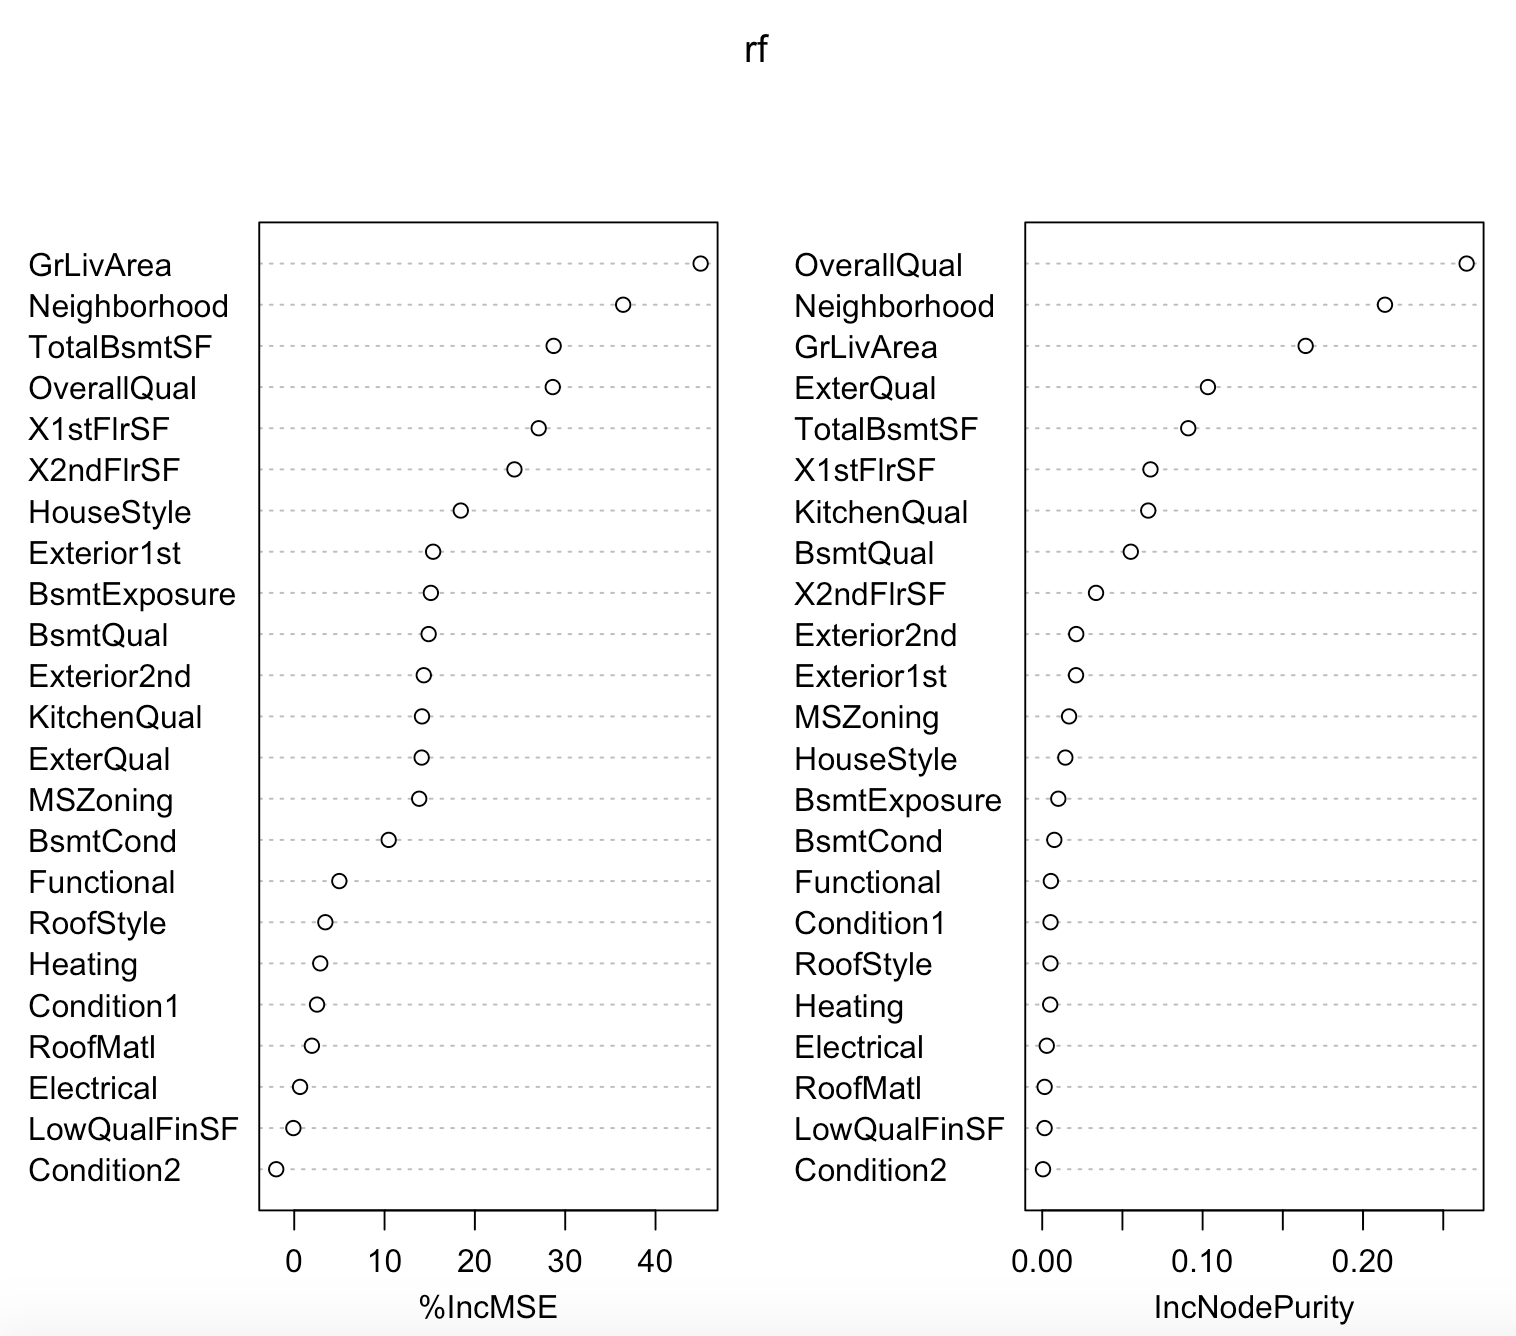 rf
GrLivArea
Neighborhood
TotalBsmtSF
OverallQual
X1stFlrSF
X2ndFlrSF
HouseStyle
Exterior1st
BsmtExposure
BsmtQual
Exterior2nd
KitchenQual
ExterQual
MSZoning
BsmtCond
Functional
RoofStyle
Heating
Condition1
RoofMatl
Electrical
LowQualFinSF
Condition2
0 10 20 30 40
%IncMSE
OverallQual
Neighborhood
GrLivArea
ExterQual
TotalBsmtSF
X1stFlrSF
KitchenQual
BsmtQual
X2ndFlrSF
Exterior2nd
Exterior1st
MSZoning
HouseStyle
BsmtExposure
BsmtCond
Functional
Condition1
RoofStyle
Heating
Electrical
RoofMatl
LowQualFinSF
Condition2
0.00 0.10 0.20
IncNodePurity